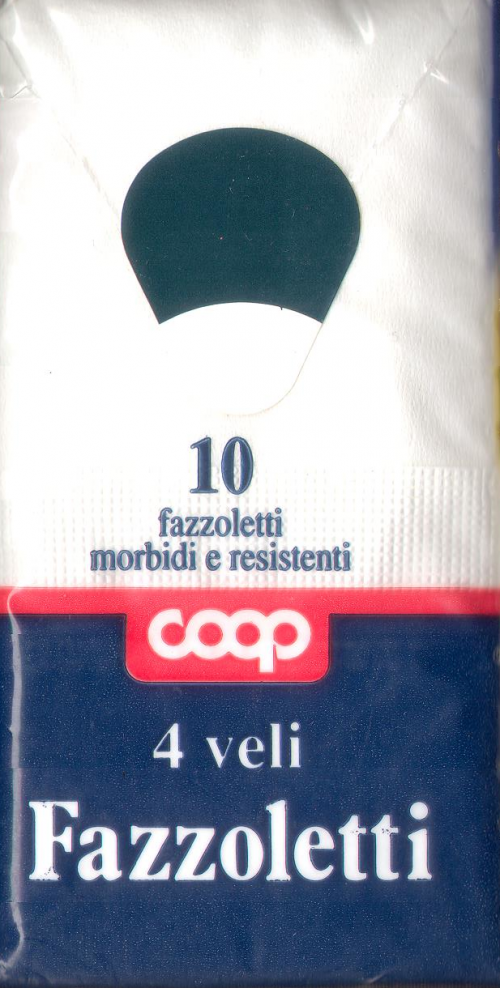 10
fazzoletti
morbidi e resistenti
coop
4 veli
Fazzoletti